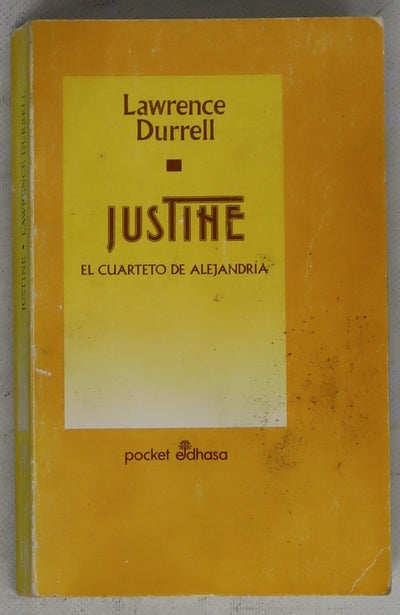 Lawrence
Durrell
JUSTINE
EL CUARTETO DE ALEJANDRÍA
pocket edhasa
JUSTINE • LAWRENCE DURRELL